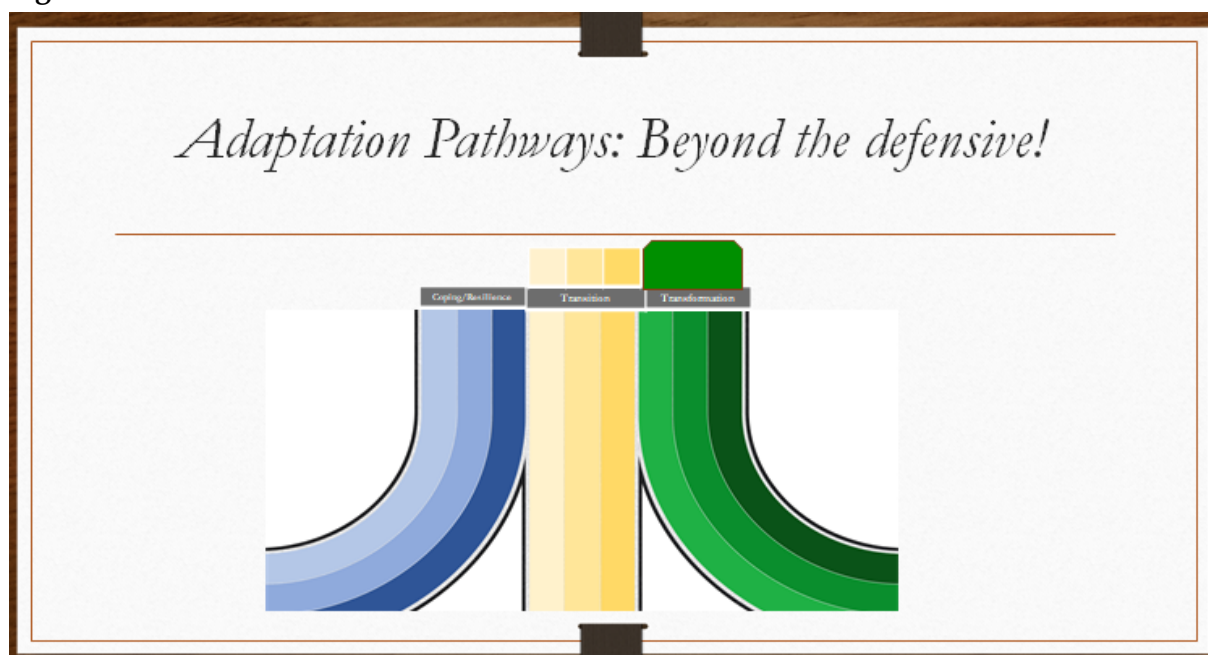 Adaptation Pathways: Beyond the defensive!
Coping/Resilience
Transition
Transformation